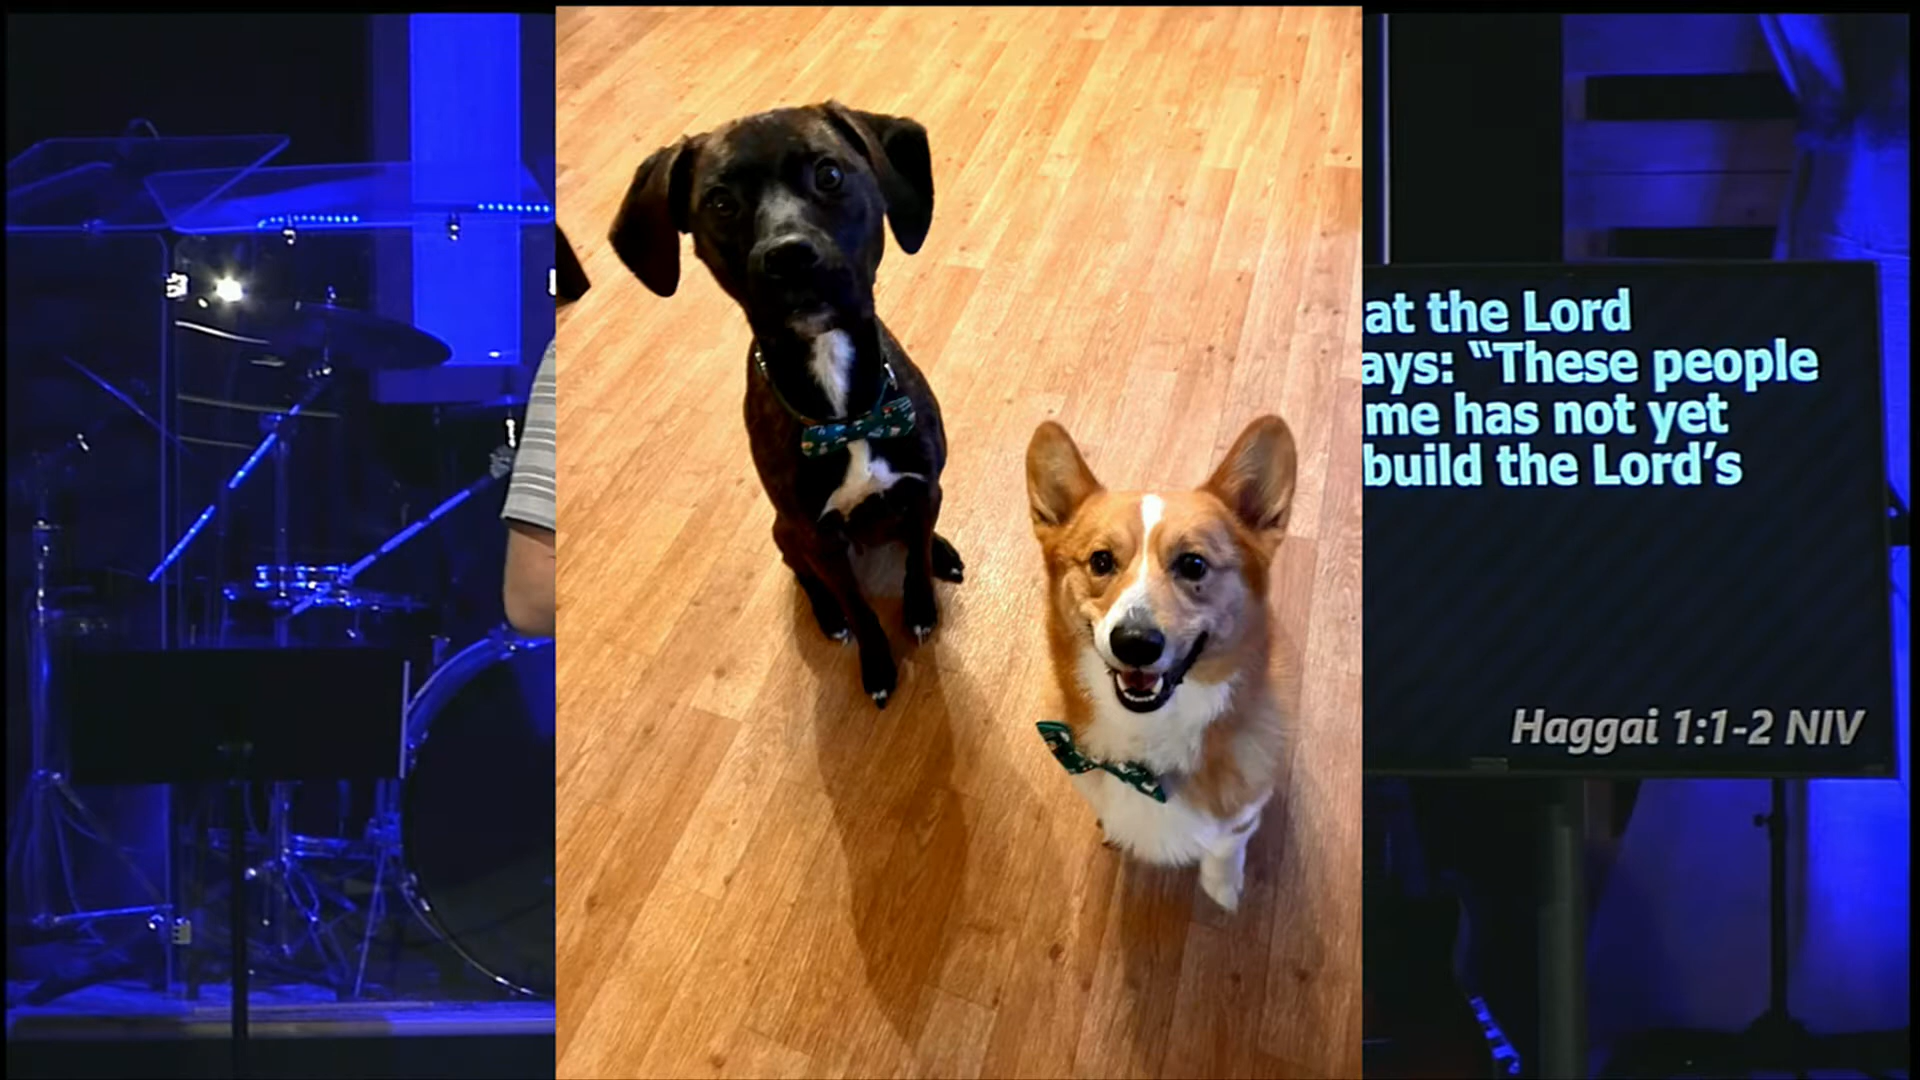 at the Lord
ays: “These people
me has not yet
build the Lord’s
Haggai 1:1-2 NIV